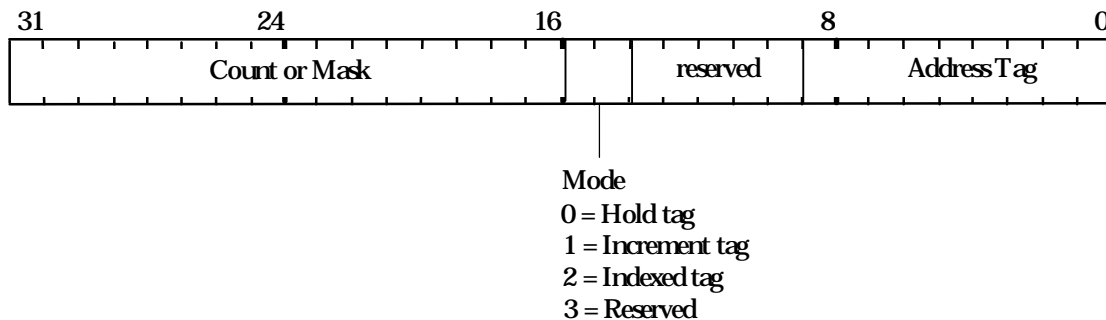 31 24 16 8 0
Count or Mask reserved Address Tag
Mode
0 = Hold tag
1 = Increment tag
2 = Indexed tag
3 = Reserved